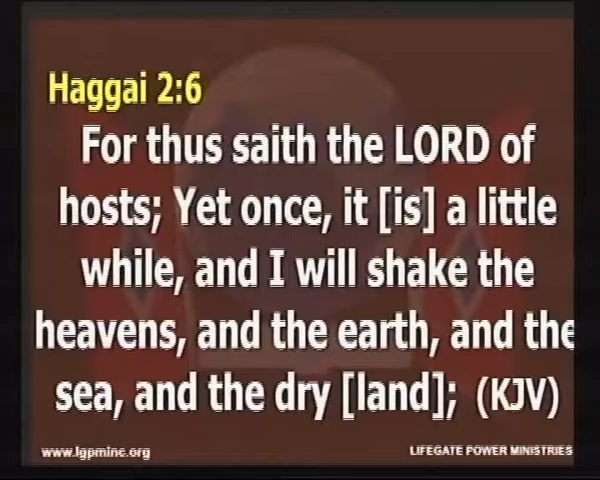 Haggai 2:6
For thus saith the LORD of
hosts; Yet once, it [is] a little
while, and I will shake the
heavens, and the earth, and the
sea, and the dry [land]; (KJV)
www.lgpminc.org
LIFEGATE POWER MINISTRIES